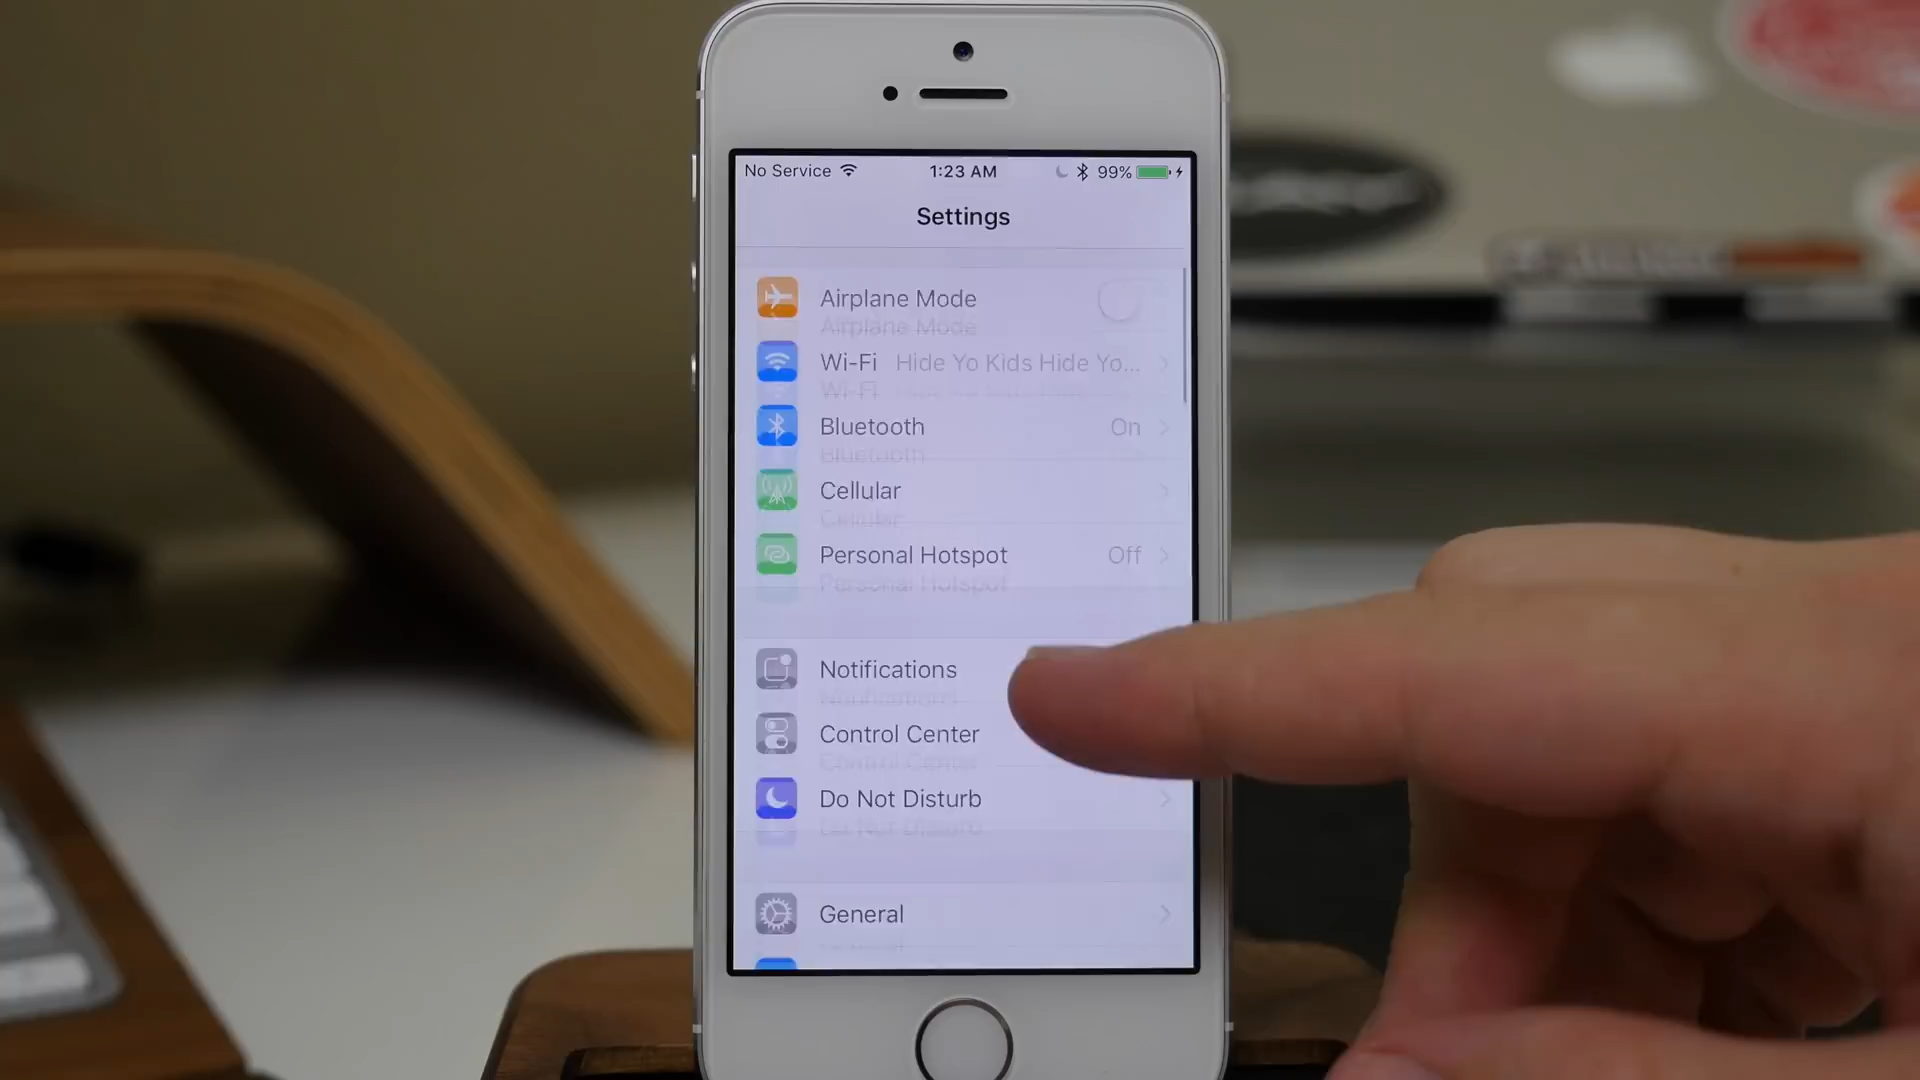 No Service 1:23 AM 99%
Settings
Airplane Mode
Wi-Fi Hide Yo Kids Hide Yo...
Bluetooth On
Cellular
Personal Hotspot Off
Notifications
Control Center
Do Not Disturb
General